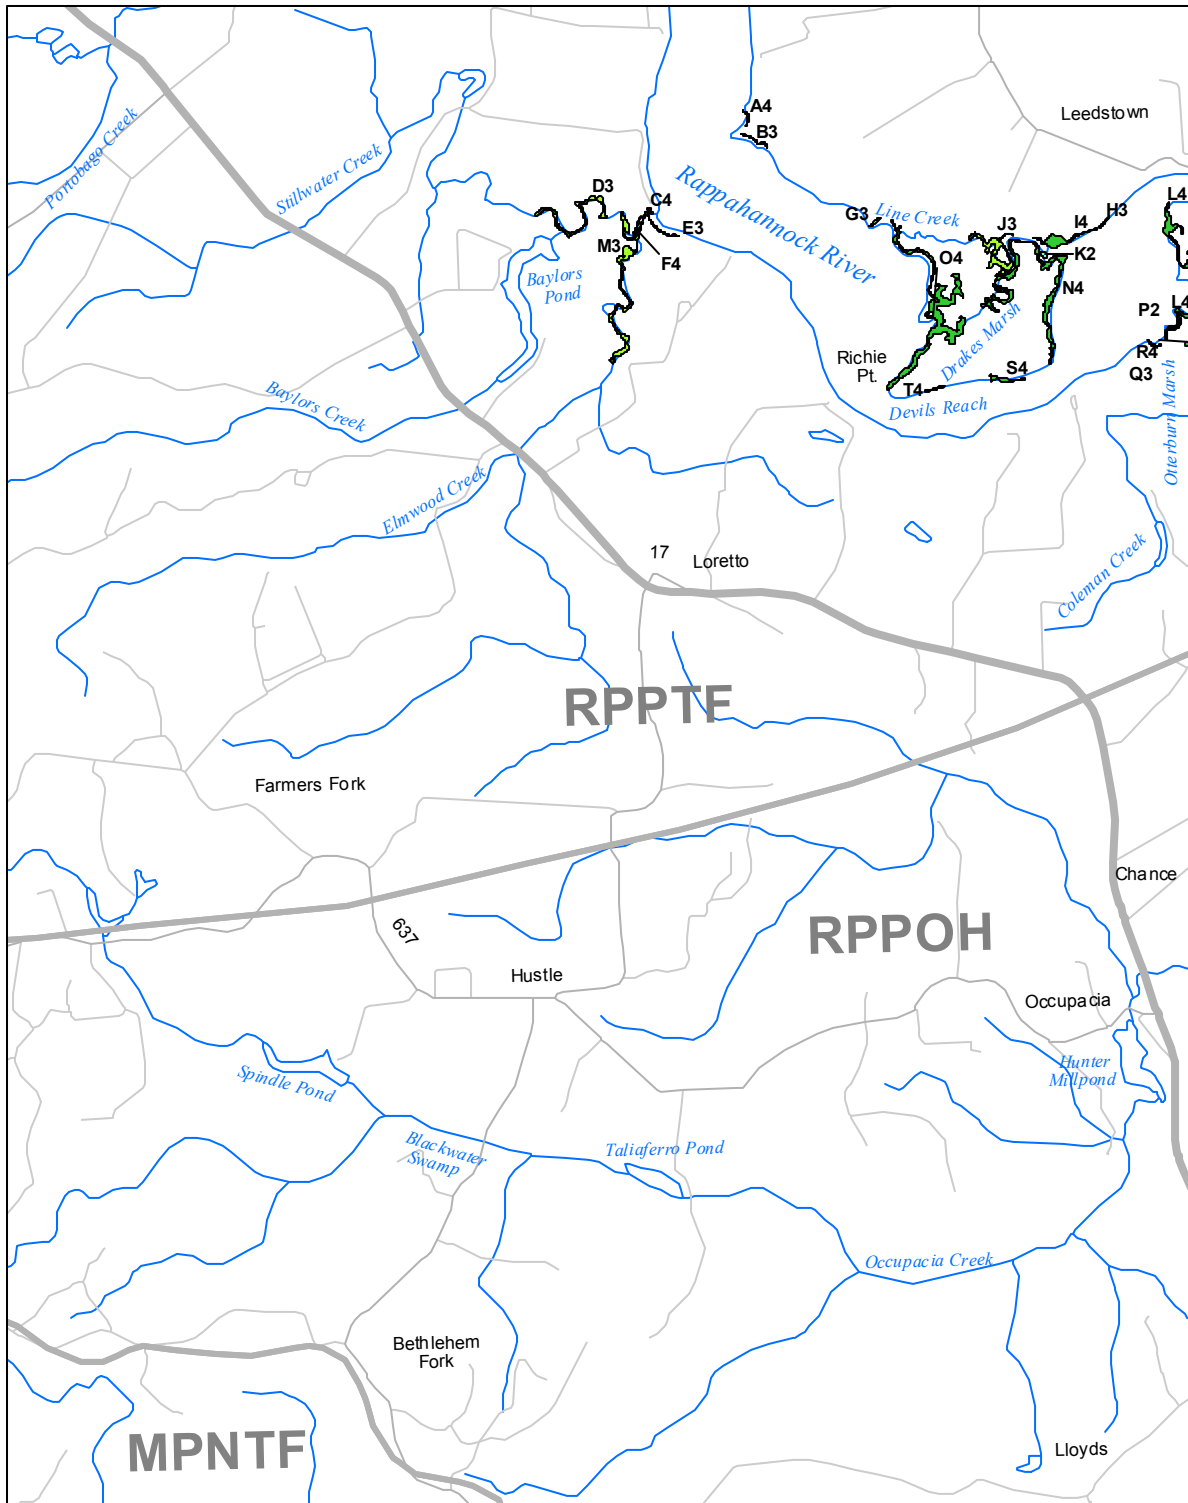 A4
B3
Leedstown
Portobago Creek
Stillwater Creek
D3
C4
E3
M3
F4
Rappahannock River
G3
Line Creek
J3
I4
H3
L4
K2
O4
N4
Baylors
Pond
Drakes Marsh
P2
L4
R4
Q3
Richie
Pt.
T4
S4
Devils Reach
Otterburn Marsh
Baylors Creek
Elmwood Creek
17
Loretto
Coleman Creek
RPPTF
Farmers Fork
Chance
637
RPPOH
Hustle
Occupacia
Hunter
Millpond
Spindle Pond
Blackwater
Swamp
Taliaferro Pond
Occupacia Creek
Bethlehem
Fork
MPNTF
Lloyds